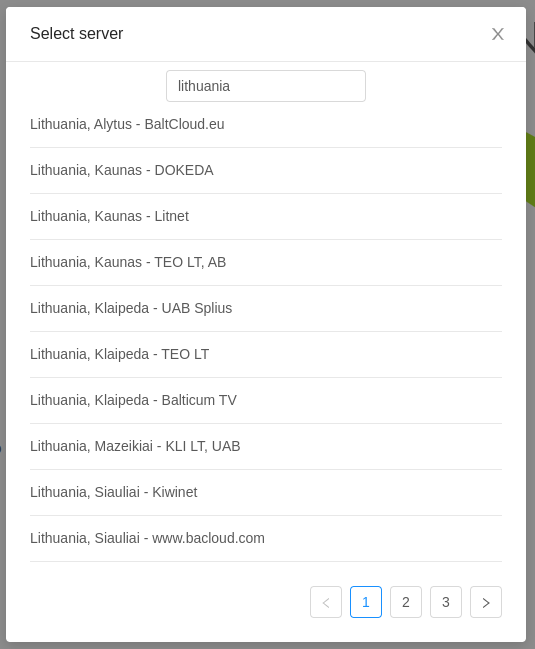 Select server
lithuania
Lithuania, Alytus - BaltCloud.eu
Lithuania, Kaunas - DOKEDA
Lithuania, Kaunas - Litnet
Lithuania, Kaunas - TEO LT, AB
Lithuania, Klaipeda - UAB Splius
Lithuania, Klaipeda - TEO LT
Lithuania, Klaipeda - Balticum TV
Lithuania, Mazeikiai - KLI LT, UAB
Lithuania, Siauliai - Kiwinet
Lithuania, Siauliai - www.bacloud.com
1 2 3